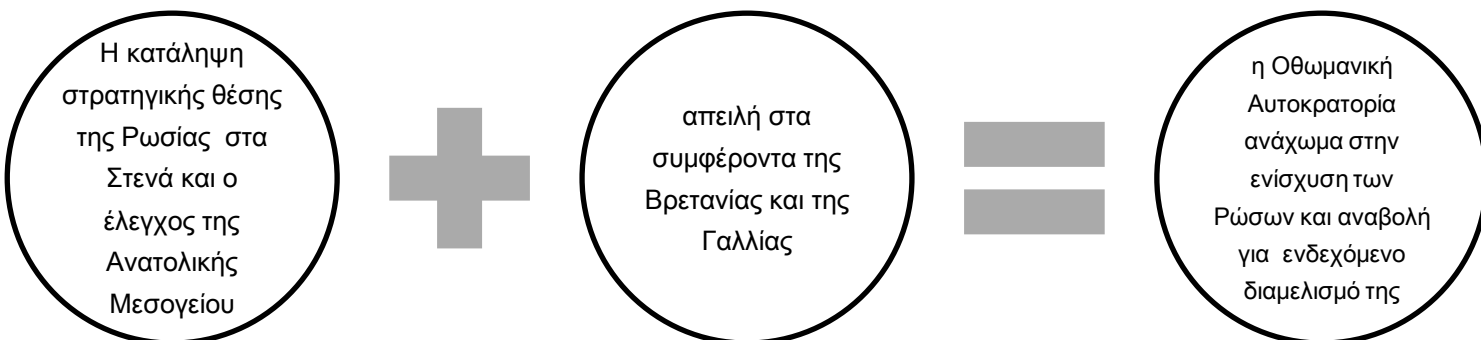 Η κατάληψη
στρατηγικής θέσης
της Ρωσίας στα
Στενά και ο
έλεγχος της
Ανατολικής
Μεσογείου
απειλή στα
συμφέροντα της
Βρετανίας και της
Γαλλίας
η Οθωμανική
Αυτοκρατορία
ανάχωμα στην
ενίσχυση των
Ρώσων και αναβολή
για ενδεχόμενο
διαμελισμό της